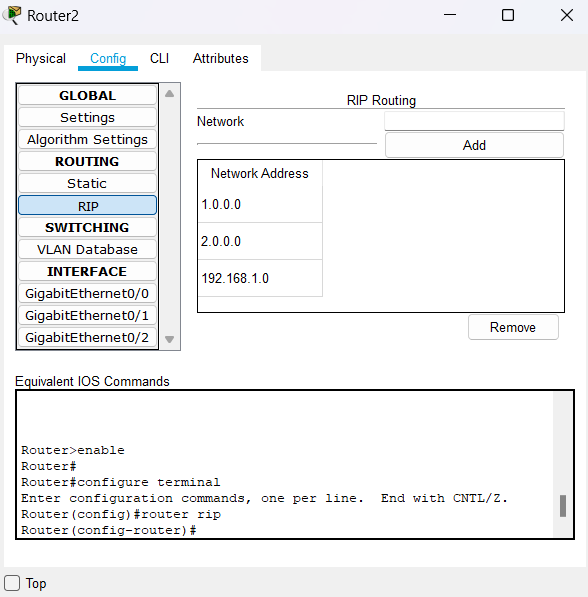 Router2
Physical Config CLI Attributes
GLOBAL
Settings
Algorithm Settings
ROUTING
Static
RIP
SWITCHING
VLAN Database
INTERFACE
GigabitEthernet0/0
GigabitEthernet0/1
GigabitEthernet0/2
RIP Routing
Network
Add
Network Address
1.0.0.0
2.0.0.0
192.168.1.0
Remove
Equivalent IOS Commands
Router>enable
Router#
Router#configure terminal
Enter configuration commands, one per line.  End with CNTL/Z.
Router(config)#router rip
Router(config-router)#
Top